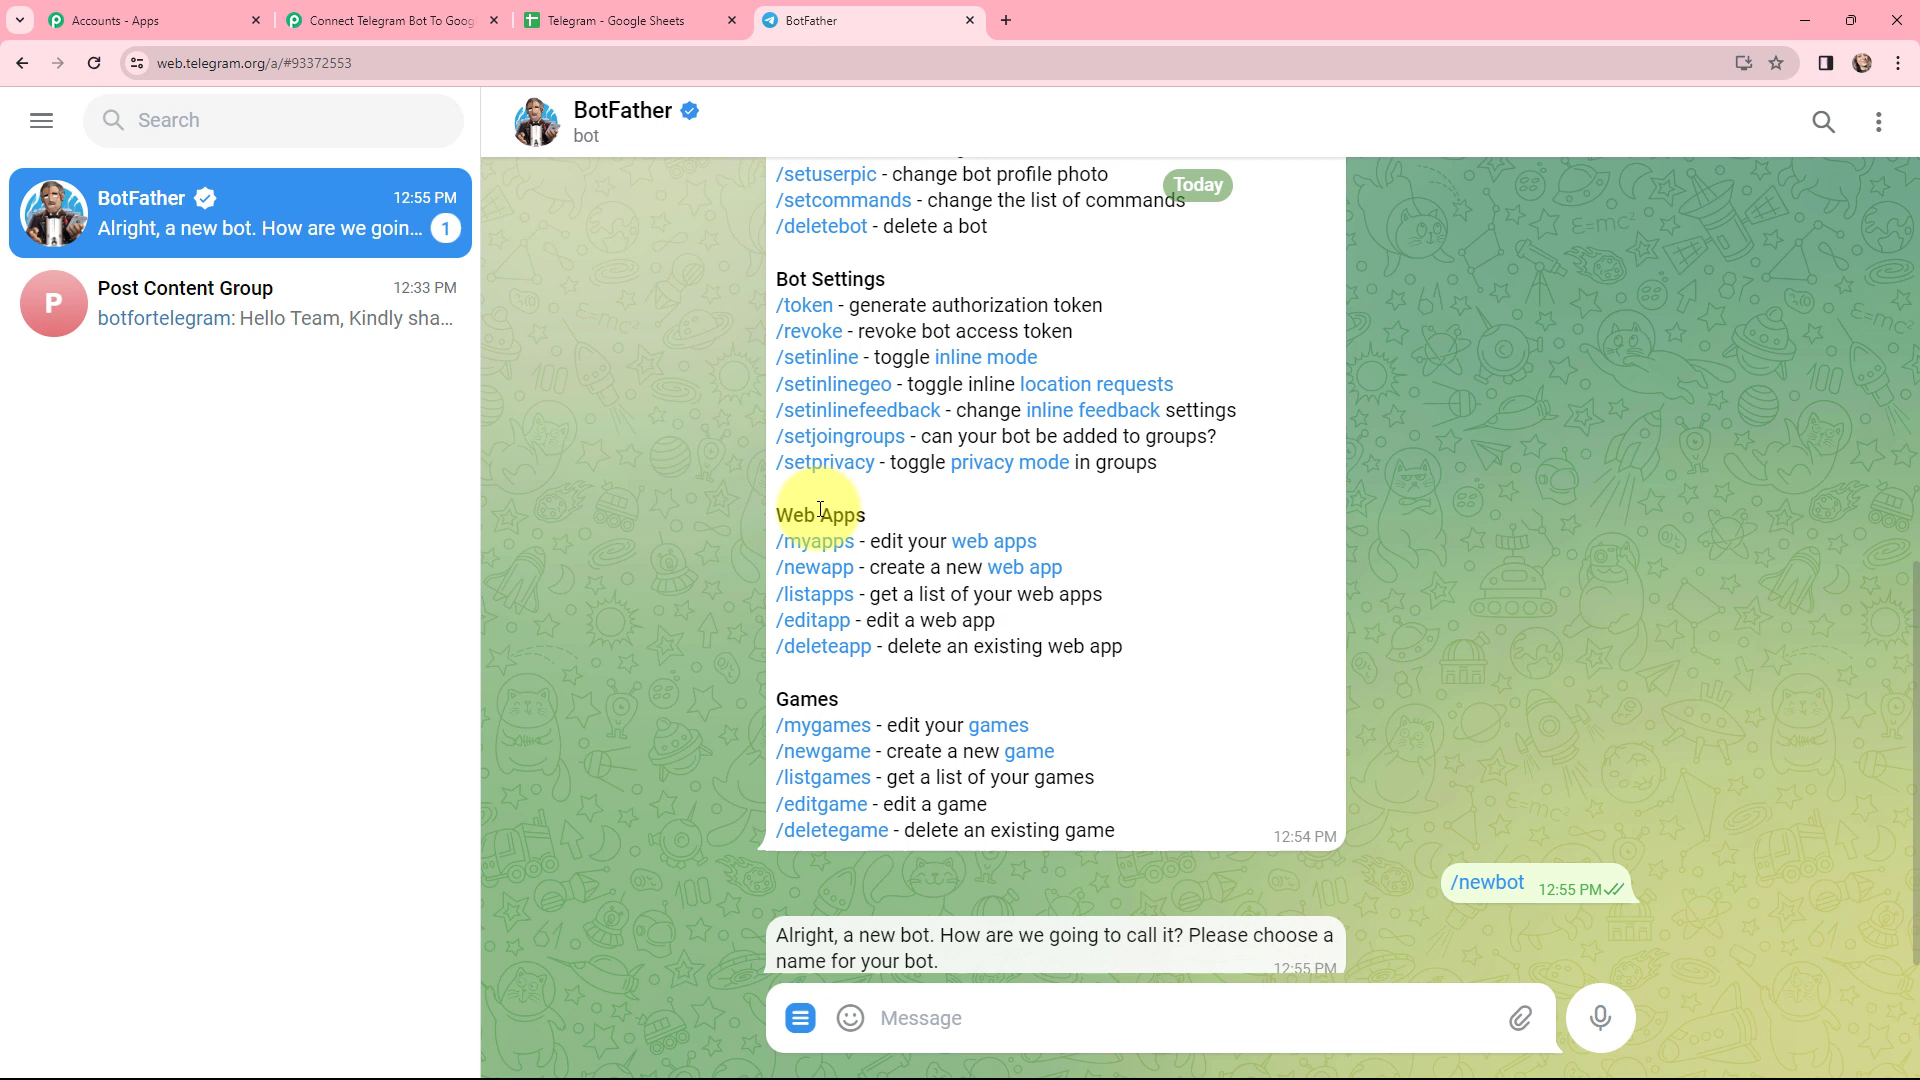 Accounts - Apps
Connect Telegram Bot To Goog
Telegram - Google Sheets
BotFather
web.telegram.org/a/#93372553
Search
BotFather
bot
BotFather 12:55 PM
Alright, a new bot. How are we goin... 1
P
Post Content Group 12:33 PM
botfortelegram: Hello Team, Kindly sha...
/setuserpic - change bot profile photo
Today
/setcommands - change the list of commands
/deletebot - delete a bot
Bot Settings
/token - generate authorization token
/revoke - revoke bot access token
/setinline - toggle inline mode
/setinlinegeo - toggle inline location requests
/setinlinefeedback - change inline feedback settings
/setjoingroups - can your bot be added to groups?
/setprivacy - toggle privacy mode in groups
Web Apps
/myapps - edit your web apps
/newapp - create a new web app
/listapps - get a list of your web apps
/editapp - edit a web app
/deleteapp - delete an existing web app
Games
/mygames - edit your games
/newgame - create a new game
/listgames - get a list of your games
/editgame - edit a game
/deletegame - delete an existing game
12:54 PM
/newbot 12:55 PM
Alright, a new bot. How are we going to call it? Please choose a
name for your bot.
12:55 PM
Message